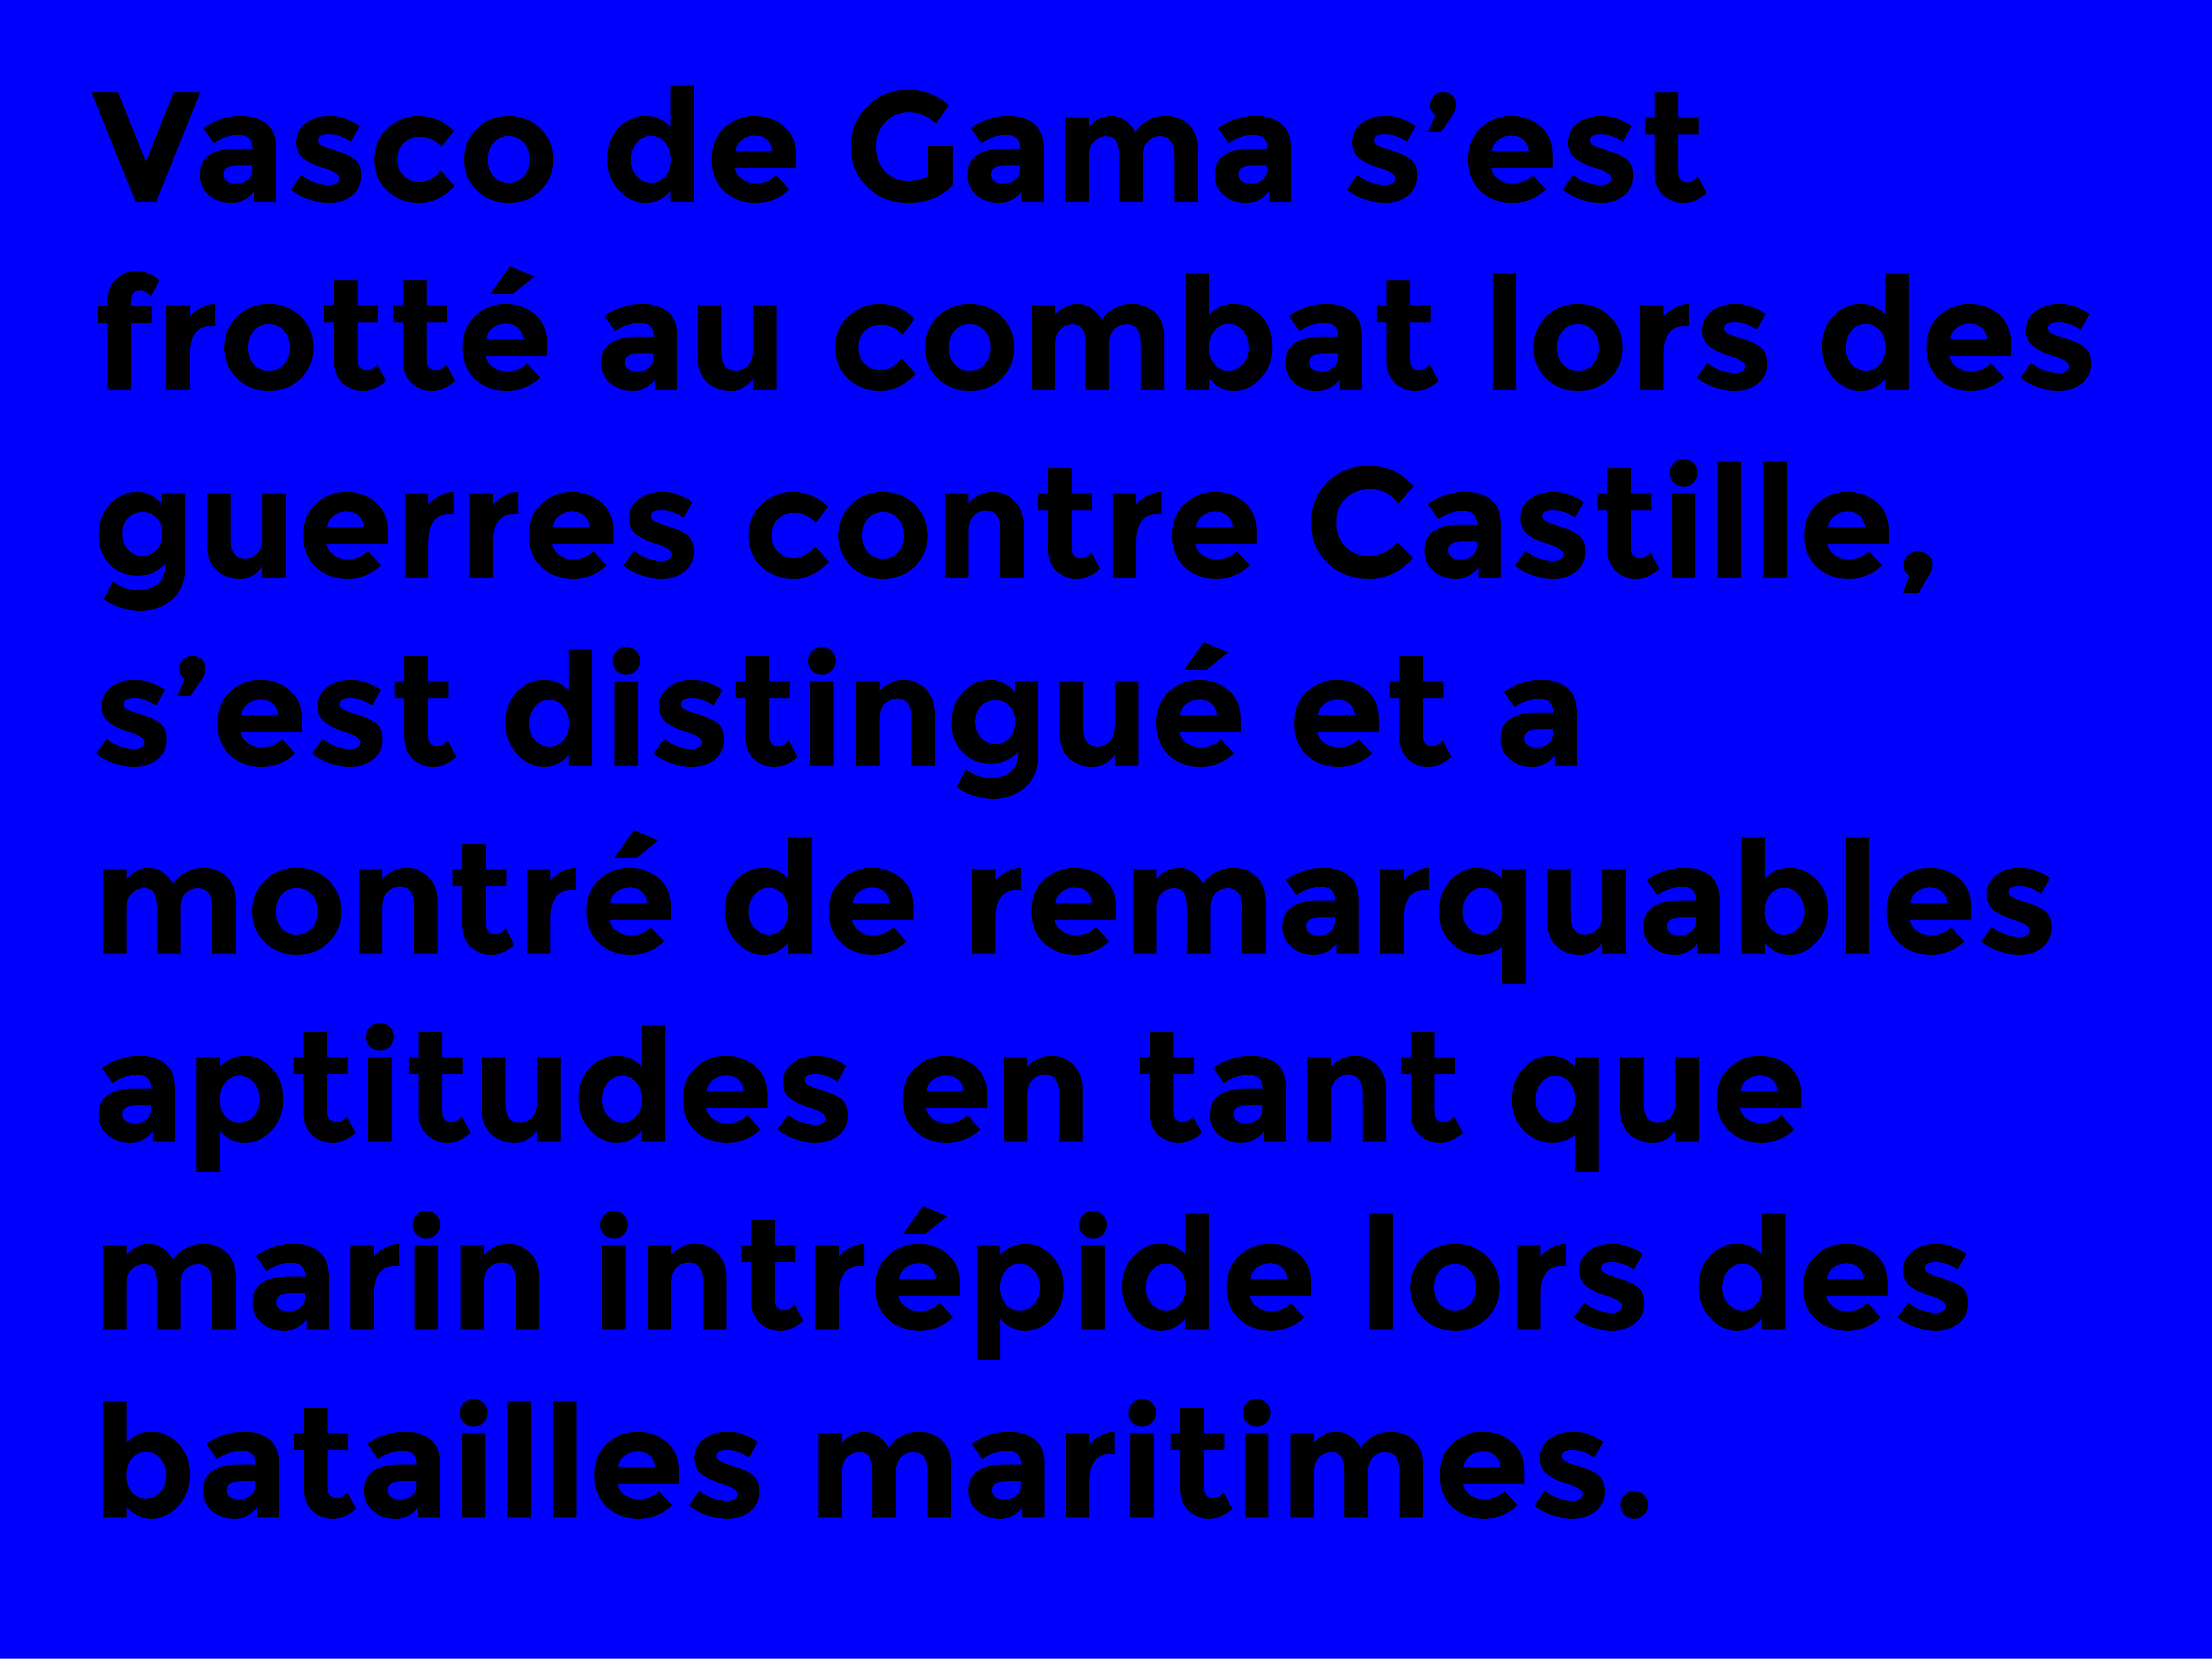 Vasco de Gama s’est
frotté au combat lors des
guerres contre Castille,
s’est distingué et a
montré de remarquables
aptitudes en tant que
marin intrépide lors des
batailles maritimes.